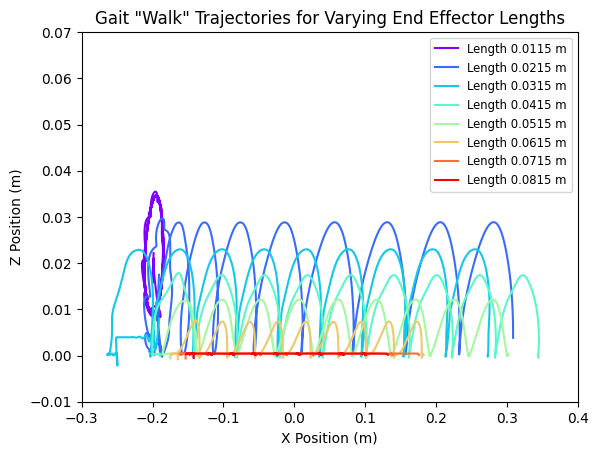 Gait "Walk" Trajectories for Varying End Effector Lengths
0.07
0.06
0.05
0.04
0.03
0.02
0.01
0.00
−0.01
Z Position (m)
Length 0.0115 m
Length 0.0215 m
Length 0.0315 m
Length 0.0415 m
Length 0.0515 m
Length 0.0615 m
Length 0.0715 m
Length 0.0815 m
−0.3 −0.2 −0.1 0.0 0.1 0.2 0.3 0.4
X Position (m)